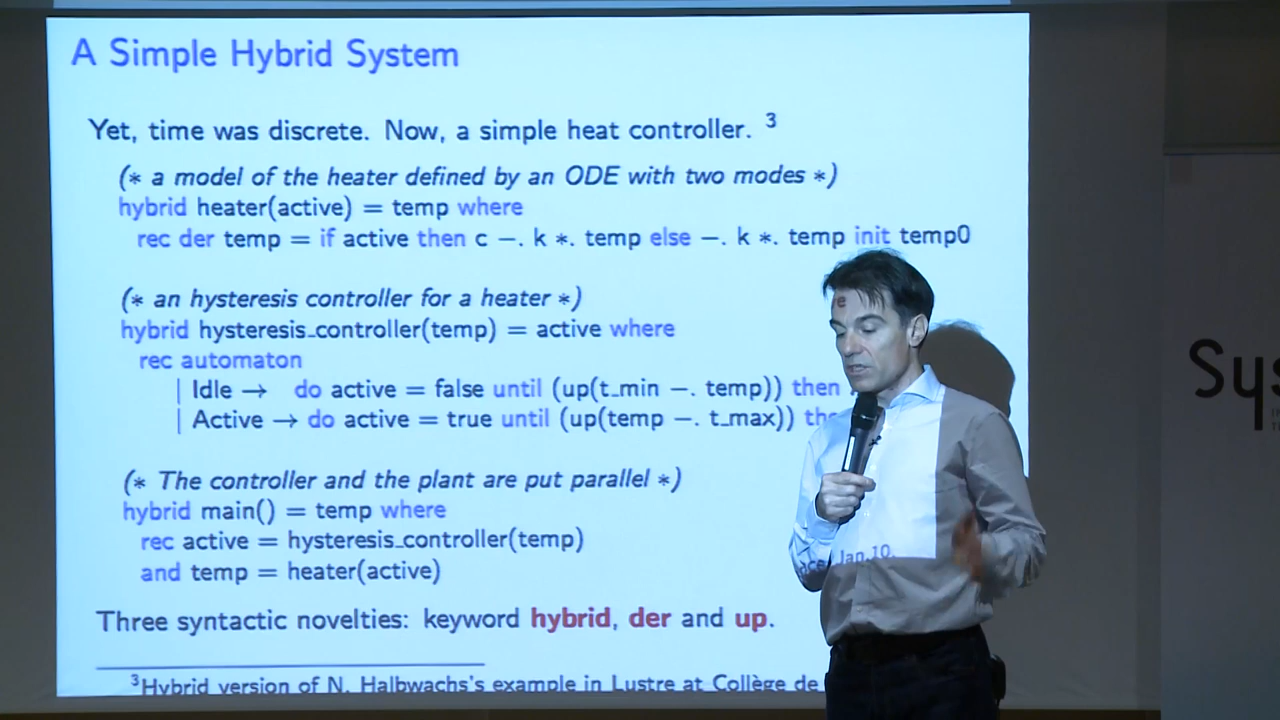 A Simple Hybrid System
Yet, time was discrete. Now, a simple heat controller. 3
(* a model of the heater defined by an ODE with two modes *)
hybrid heater(active) = temp where
rec der temp = if active then c −. k *. temp else −. k *. temp init temp0
(* an hysteresis controller for a heater *)
hybrid hysteresis_controller(temp) = active where
rec automaton
| Idle → do active = false until (up(t_min −. temp)) then
| Active → do active = true until (up(temp −. t_max)) the
(* The controller and the plant are put parallel *)
hybrid main() = temp where
rec active = hysteresis_controller(temp)
and temp = heater(active)
Three syntactic novelties: keyword hybrid, der and up.
3Hybrid version of N. Halbwachs's example in Lustre at Collège de
nce, Jan.10.
Sys